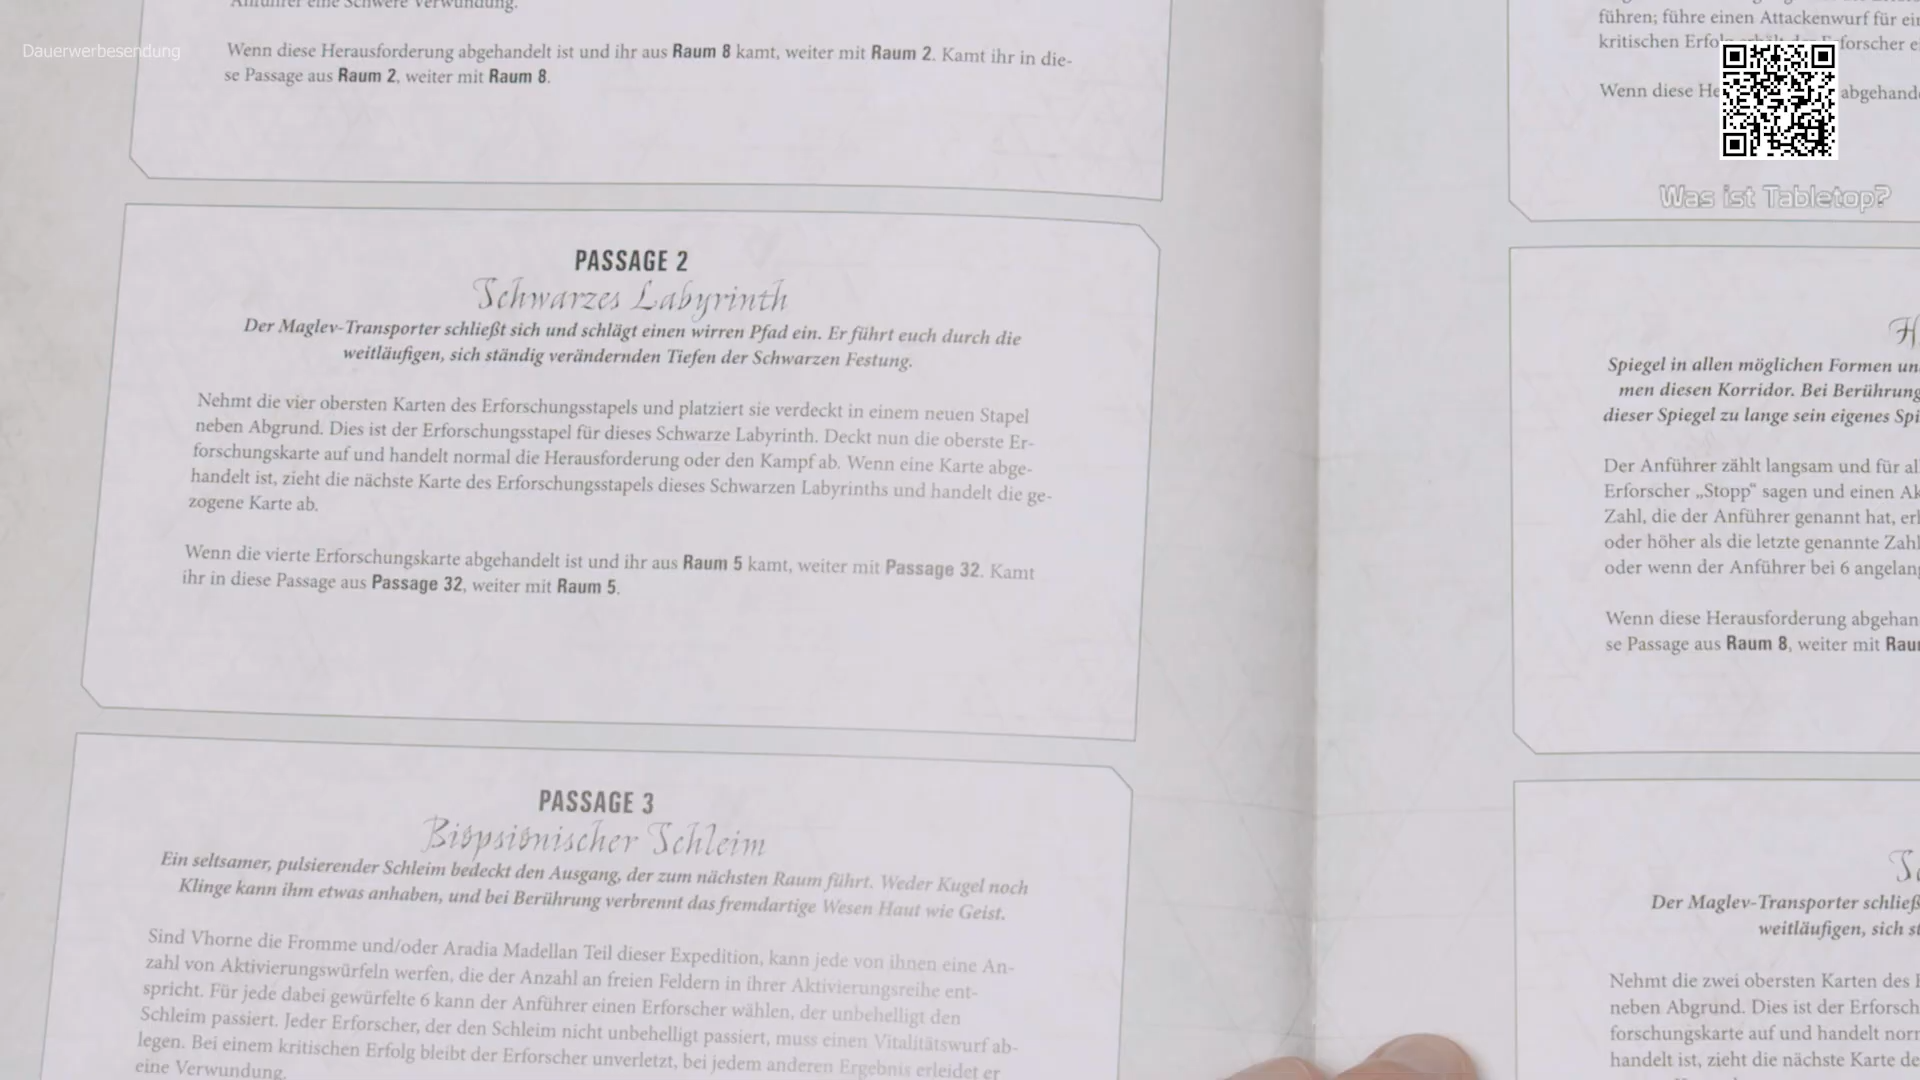 Dauerwerbesendung
Anführer eine Schwere Verwundung.
Wenn diese Herausforderung abgehandelt ist und ihr aus Raum 8 kamt, weiter mit Raum 2. Kamt ihr in die-
se Passage aus Raum 2, weiter mit Raum 8.
PASSAGE 2
Schwarzes Labyrinth
Der Maglev-Transporter schließt sich und schlägt einen wirren Pfad ein. Er führt euch durch die
weitläufigen, sich ständig verändernden Tiefen der Schwarzen Festung.
Nehmt die vier obersten Karten des Erforschungsstapels und platziert sie verdeckt in einem neuen Stapel
neben Abgrund. Dies ist der Erforschungsstapel für dieses Schwarze Labyrinth. Deckt nun die oberste Er-
forschungskarte auf und handelt normal die Herausforderung oder den Kampf ab. Wenn eine Karte abge-
handelt ist, zieht die nächste Karte des Erforschungsstapels dieses Schwarzen Labyrinths und handelt die ge-
zogene Karte ab.
Wenn die vierte Erforschungskarte abgehandelt ist und ihr aus Raum 5 kamt, weiter mit Passage 32. Kamt
ihr in diese Passage aus Passage 32, weiter mit Raum 5.
PASSAGE 3
Biopsionischer Schleim
Ein seltsamer, pulsierender Schleim bedeckt den Ausgang, der zum nächsten Raum führt. Weder Kugel noch
Klinge kann ihm etwas anhaben, und bei Berührung verbrennt das fremdartige Wesen Haut wie Geist.
Sind Vhorne die Fromme und/oder Aradia Madellan Teil dieser Expedition, kann jede von ihnen eine An-
zahl von Aktivierungswürfeln werfen, die der Anzahl an freien Feldern in ihrer Aktivierungsreihe ent-
spricht. Für jede dabei gewürfelte 6 kann der Anführer einen Erforscher wählen, der unbehelligt den
Schleim passiert. Jeder Erforscher, der den Schleim nicht unbehelligt passiert, muss einen Vitalitätswurf ab-
legen. Bei einem kritischen Erfolg bleibt der Erforscher unverletzt, bei jedem anderen Ergebnis erleidet er
eine Verwundung.
führen; führe einen Attackenwurf für
kritischen
Wenn diese
Was ist Tabletop?
Spiegel in allen möglichen Formen
men diesen Korridor. Bei Berührung
dieser Spiegel zu lange sein eigenes
Der Anführer zählt langsam und für
Erforscher „Stopp“ sagen und einen
Zahl, die der Anführer genannt hat,
oder höher als die letzte genannte
oder wenn der Anführer bei 6
Wenn diese Herausforderung
se Passage aus Raum 8, weiter mit
Der Maglev-Transporter
weitläufigen, sich
Nehmt die zwei obersten Karten des
neben Abgrund. Dies ist der
forschungskarte auf und handelt
handelt ist, zieht die nächste Karte